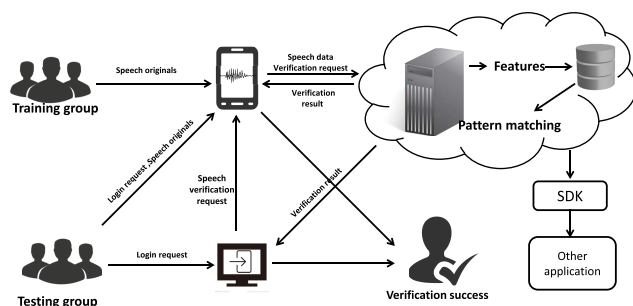 Speech originals
Training group
Speech data
Verification request
Verification
result
Features
Pattern matching
Login request ,Speech originals
Speech
verification
request
Verification result
SDK
Login request
Other
application
Testing group
Verification success